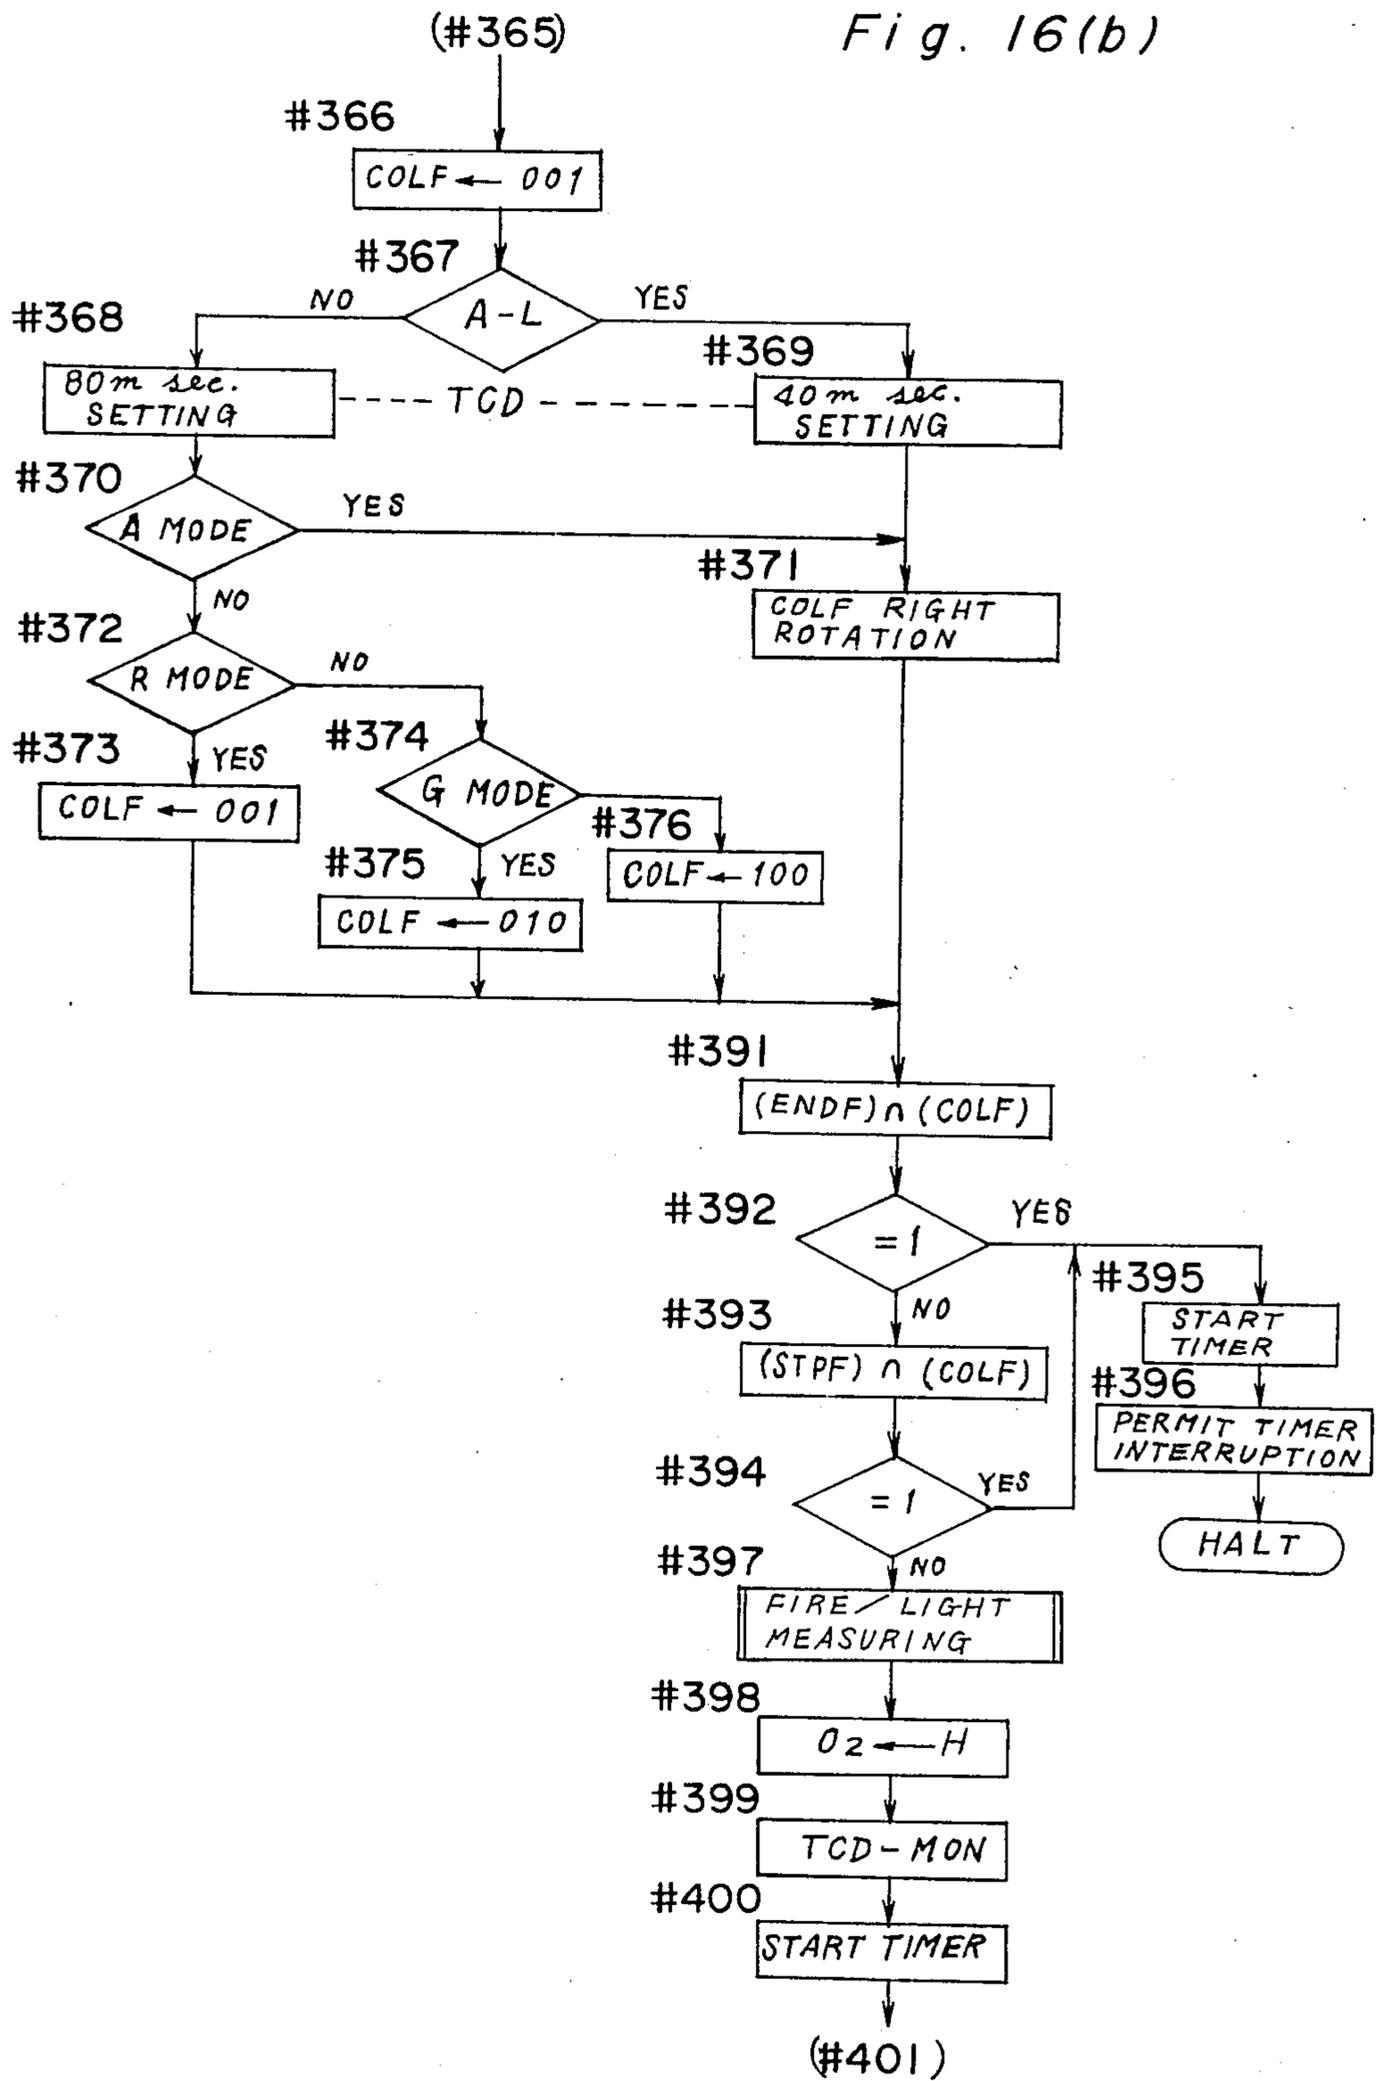 (#365)
Fig. 16(b)
#366
COLF ← 001
#367
A-L
NO
YES
#368
80m sec.
SETTING
TCD
#369
40m sec.
SETTING
#370
A MODE
YES
NO
#371
COLF RIGHT
ROTATION
#372
R MODE
NO
YES
#373
COLF ← 001
#374
G MODE
YES
#375
COLF ← 010
#376
COLF ← 100
#391
(ENDF) ∩ (COLF)
#392
=1
YES
NO
#393
(STPF) ∩ (COLF)
#394
=1
YES
NO
#395
START
TIMER
#396
PERMIT TIMER
INTERRUPTION
HALT
#397
FIRE/LIGHT
MEASURING
#398
O2 ← H
#399
TCD-MON
#400
START TIMER
(#401)